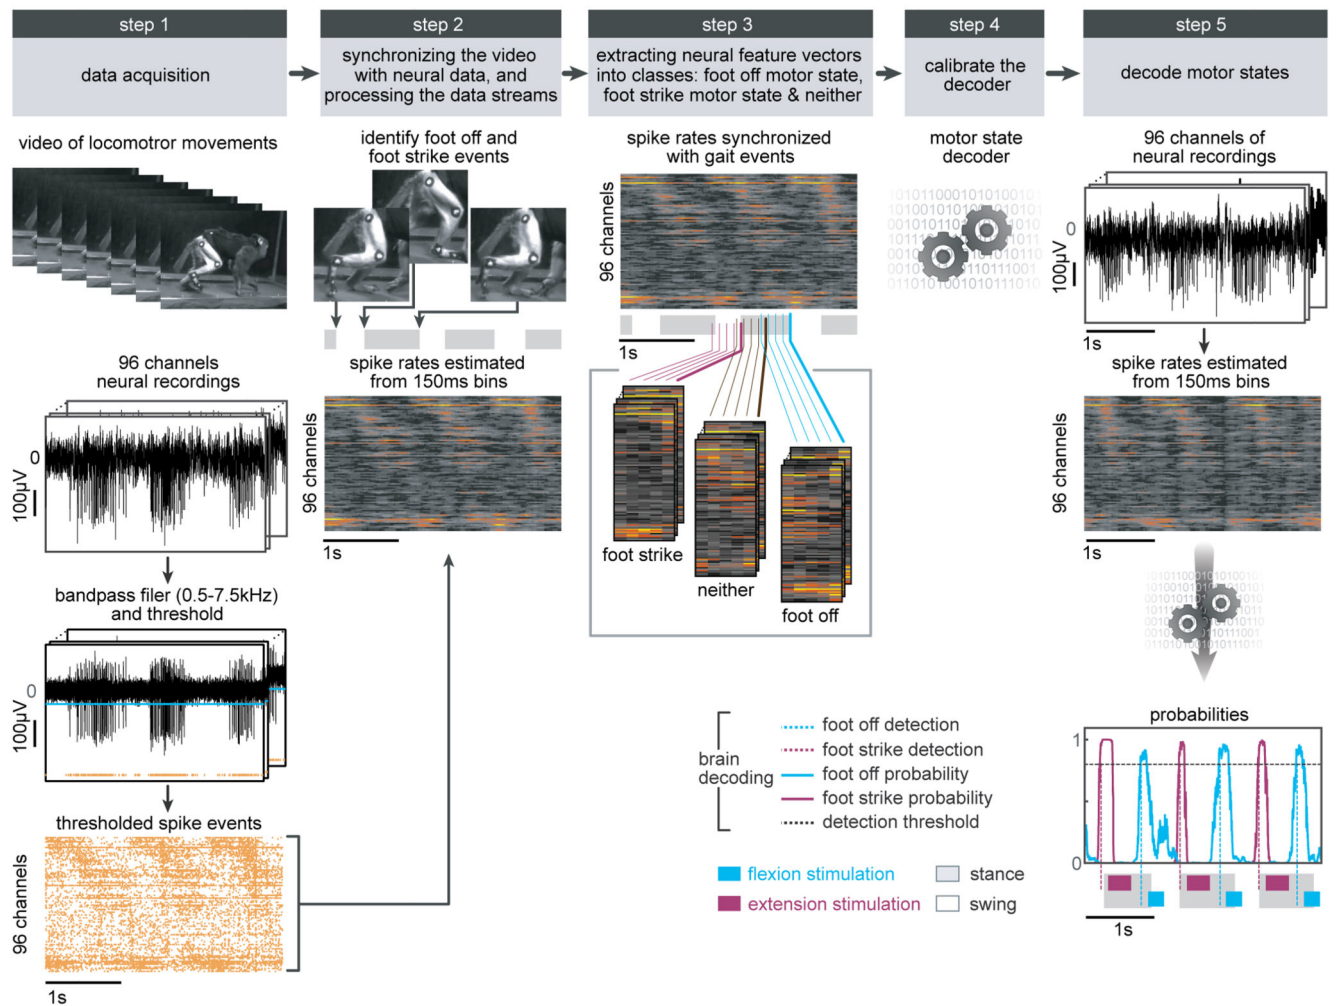 step 1
data acquisition
step 2
synchronizing the video
with neural data, and
processing the data streams
step 3
extracting neural feature vectors
into classes: foot off motor state,
foot strike motor state & neither
step 4
calibrate the
decoder
step 5
decode motor states
video of locomotror movements
96 channels
neural recordings
0
100µV
bandpass filer (0.5-7.5kHz)
and threshold
0
100µV
thresholded spike events
96 channels
1s
identify foot off and
foot strike events
spike rates estimated
from 150ms bins
96 channels
1s
spike rates synchronized
with gait events
96 channels
1s
foot strike
neither
foot off
motor state
decoder
96 channels of
neural recordings
0
100µV
1s
spike rates estimated
from 150ms bins
96 channels
1s
probabilities
1
0
1s
brain
decoding
foot off detection
foot strike detection
foot off probability
foot strike probability
detection threshold
flexion stimulation
stance
extension stimulation
swing